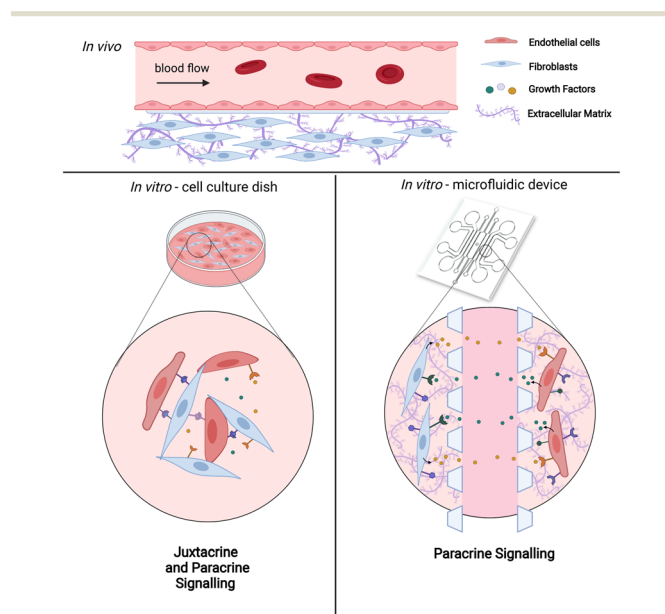 In vivo
blood flow
Endothelial cells
Fibroblasts
Growth Factors
Extracellular Matrix
In vitro - cell culture dish
In vitro - microfluidic device
Juxtacrine
and Paracrine
Signalling
Paracrine Signalling